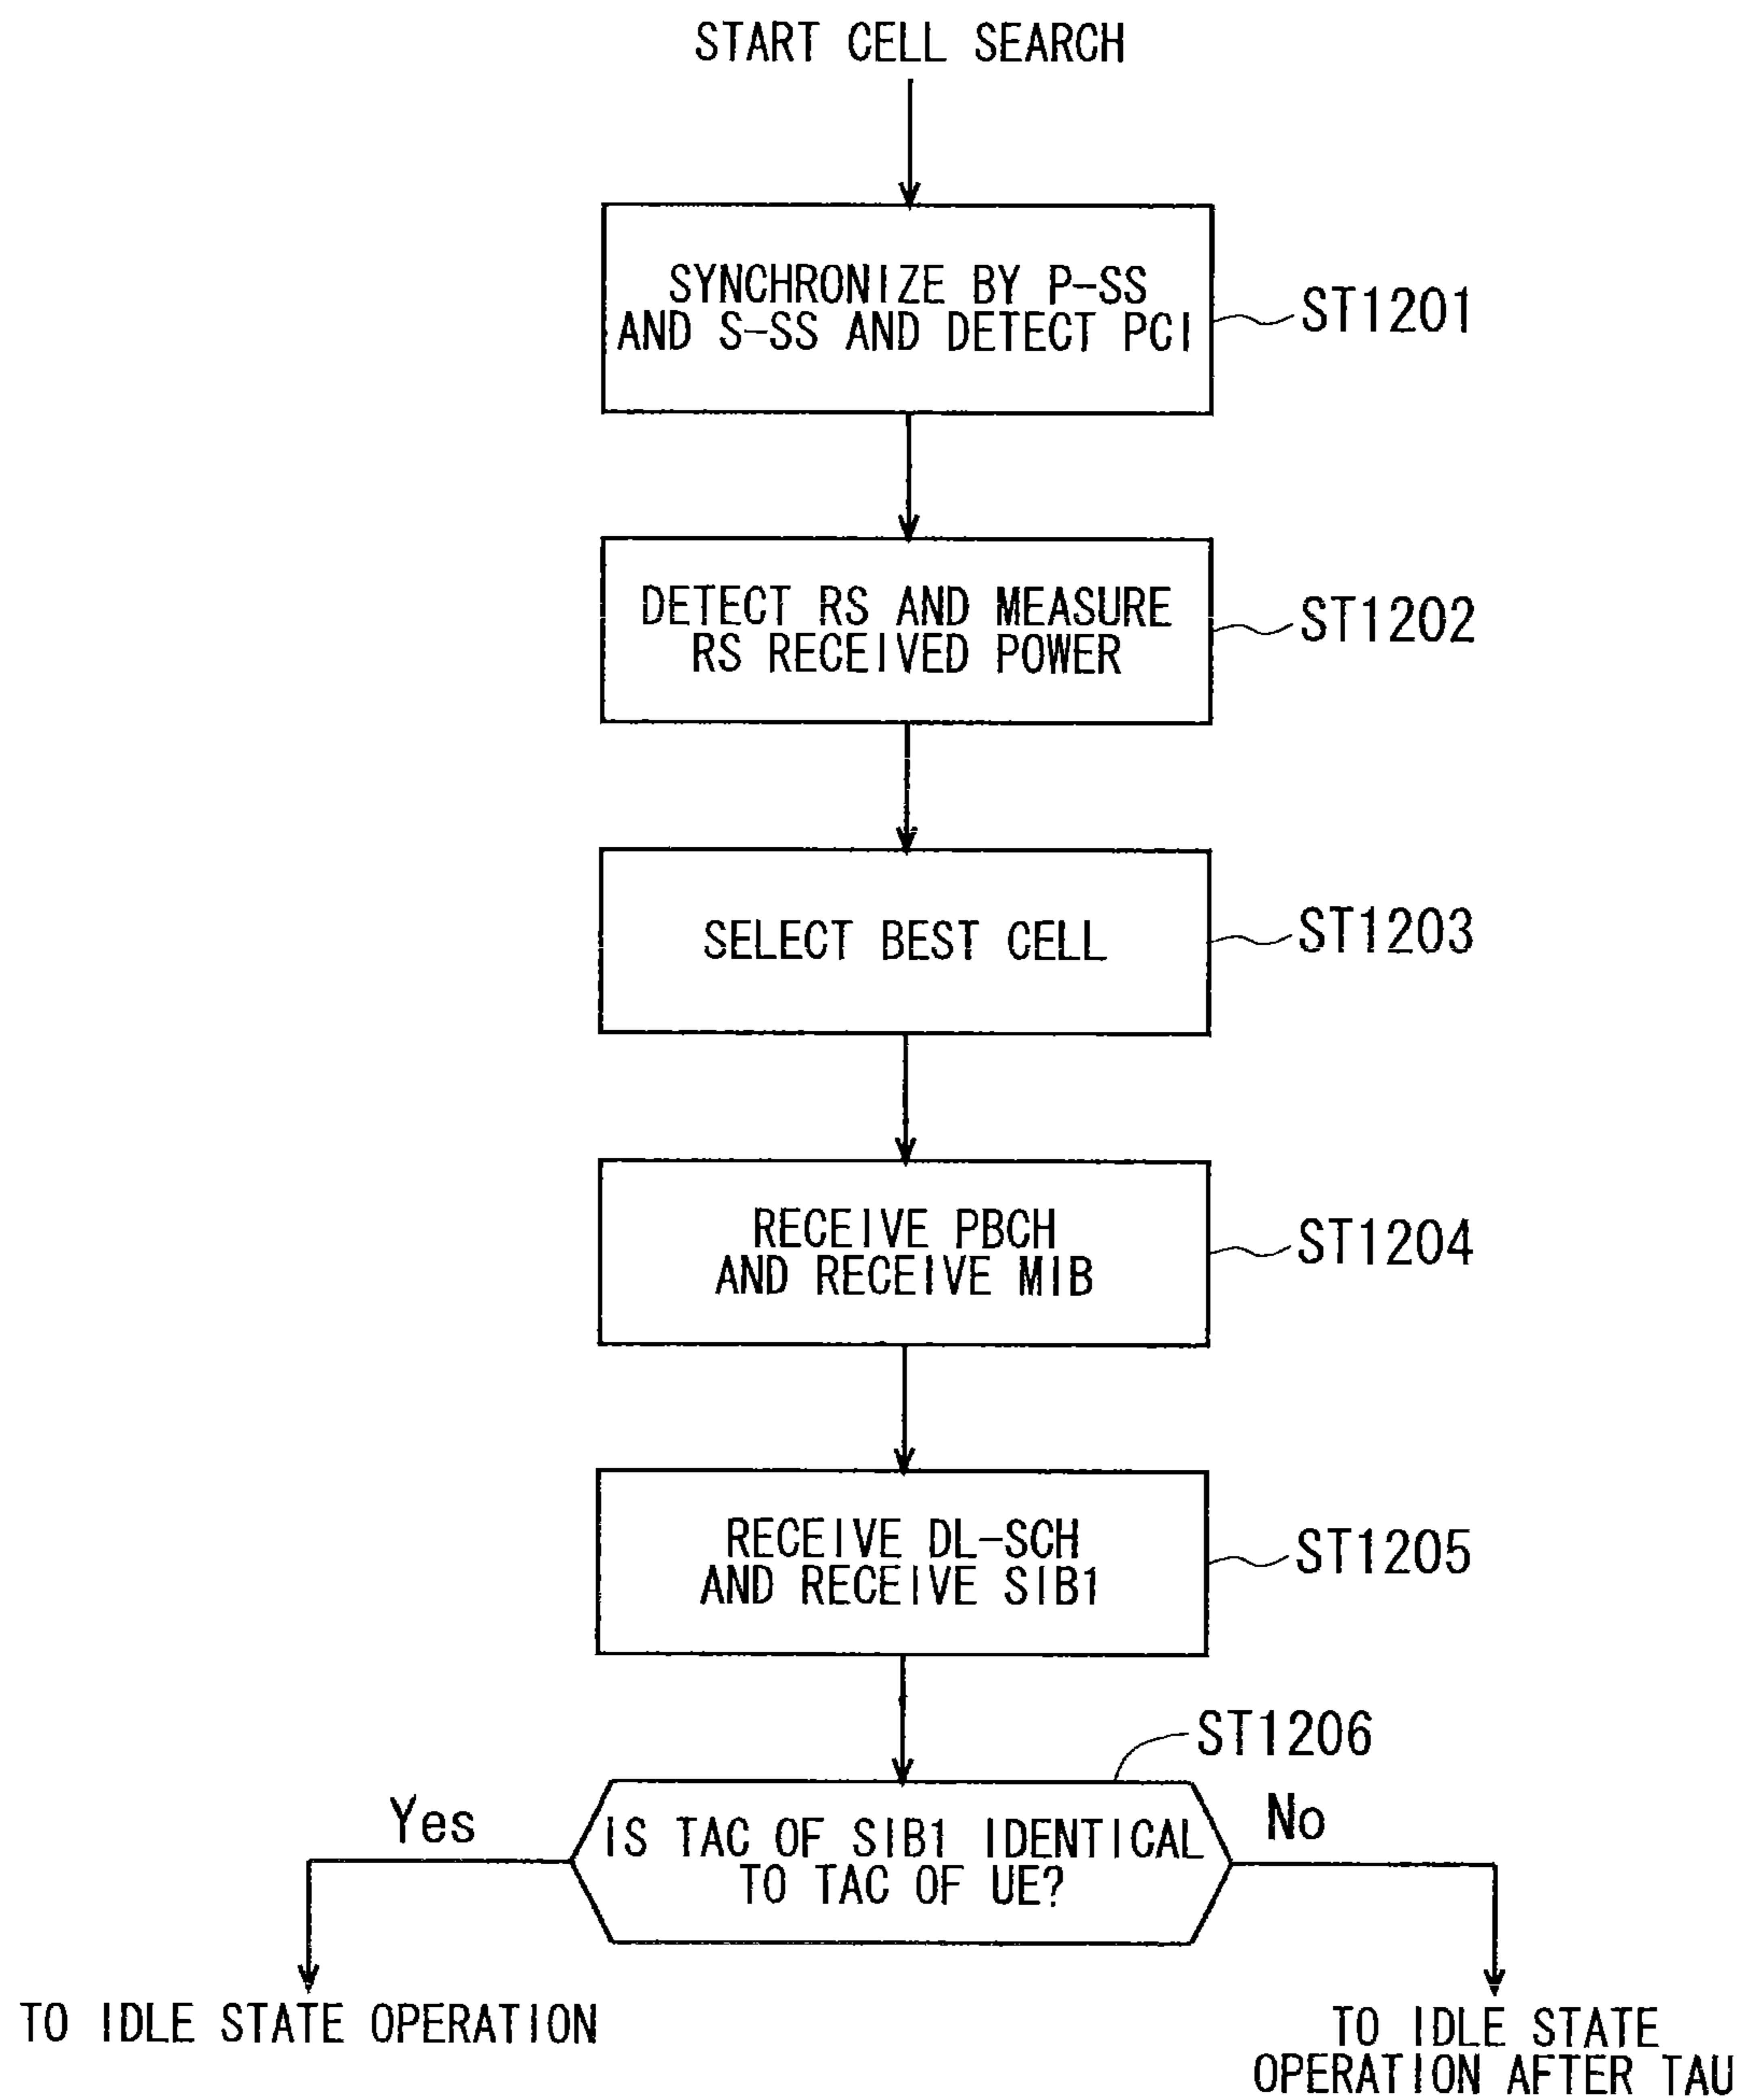 START CELL SEARCH
SYNCHRONIZE BY P-SS
AND S-SS AND DETECT PCI
ST1201
DETECT RS AND MEASURE
RS RECEIVED POWER
ST1202
SELECT BEST CELL
ST1203
RECEIVE PBCH
AND RECEIVE MIB
ST1204
RECEIVE DL-SCH
AND RECEIVE SIB1
ST1205
ST1206
Yes
IS TAC OF SIB1 IDENTICAL
TO TAC OF UE?
No
TO IDLE STATE OPERATION
TO IDLE STATE
OPERATION AFTER TAU